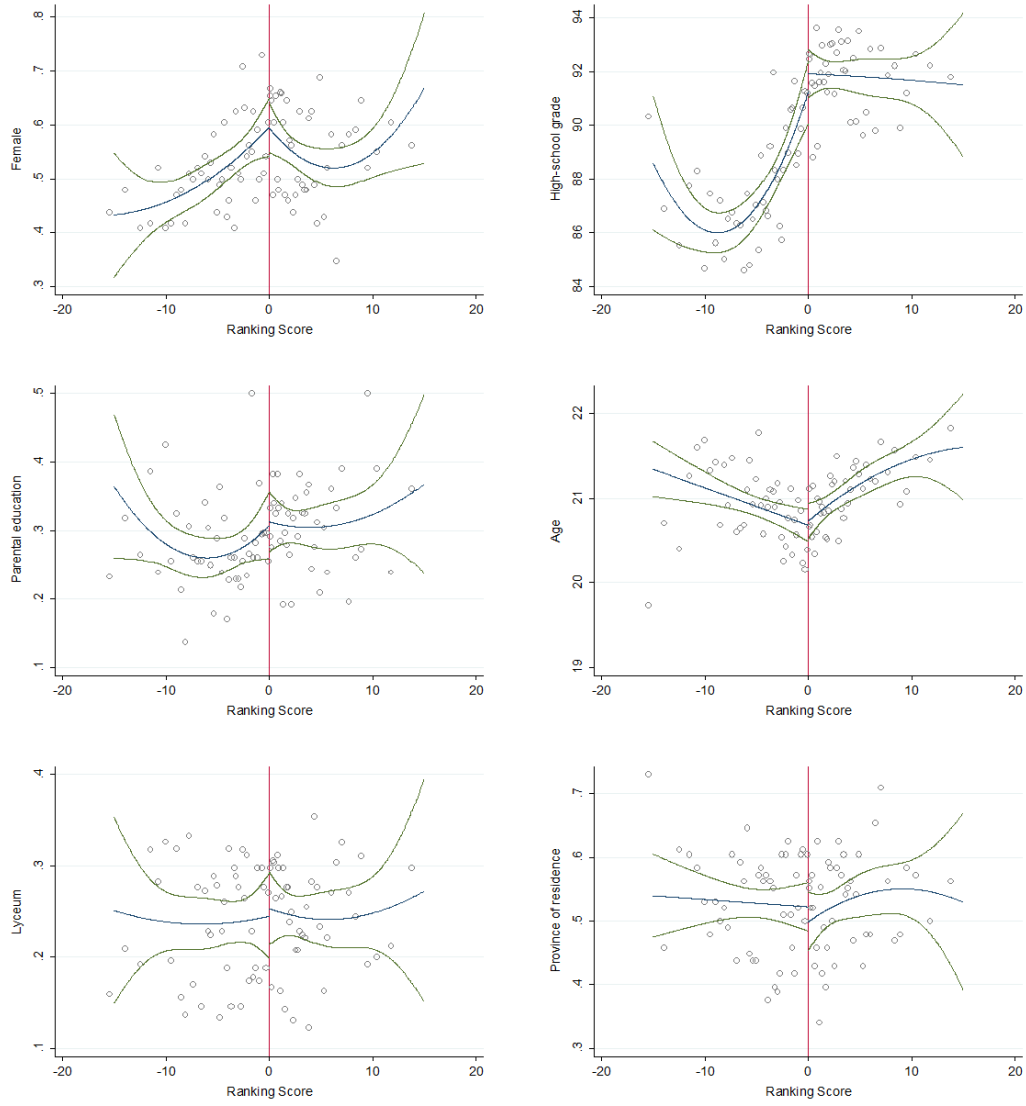 Female
.8
.7
.6
.5
.4
.3
-20 -10 0 10 20
Ranking Score
High-school grade
94
92
90
88
86
84
-20 -10 0 10 20
Ranking Score
Parental education
.5
.4
.3
.2
.1
-20 -10 0 10 20
Ranking Score
Age
22
21
20
19
-20 -10 0 10 20
Ranking Score
Lyceum
.4
.3
.2
.1
-20 -10 0 10 20
Ranking Score
Province of residence
.7
.6
.5
.4
.3
-20 -10 0 10 20
Ranking Score